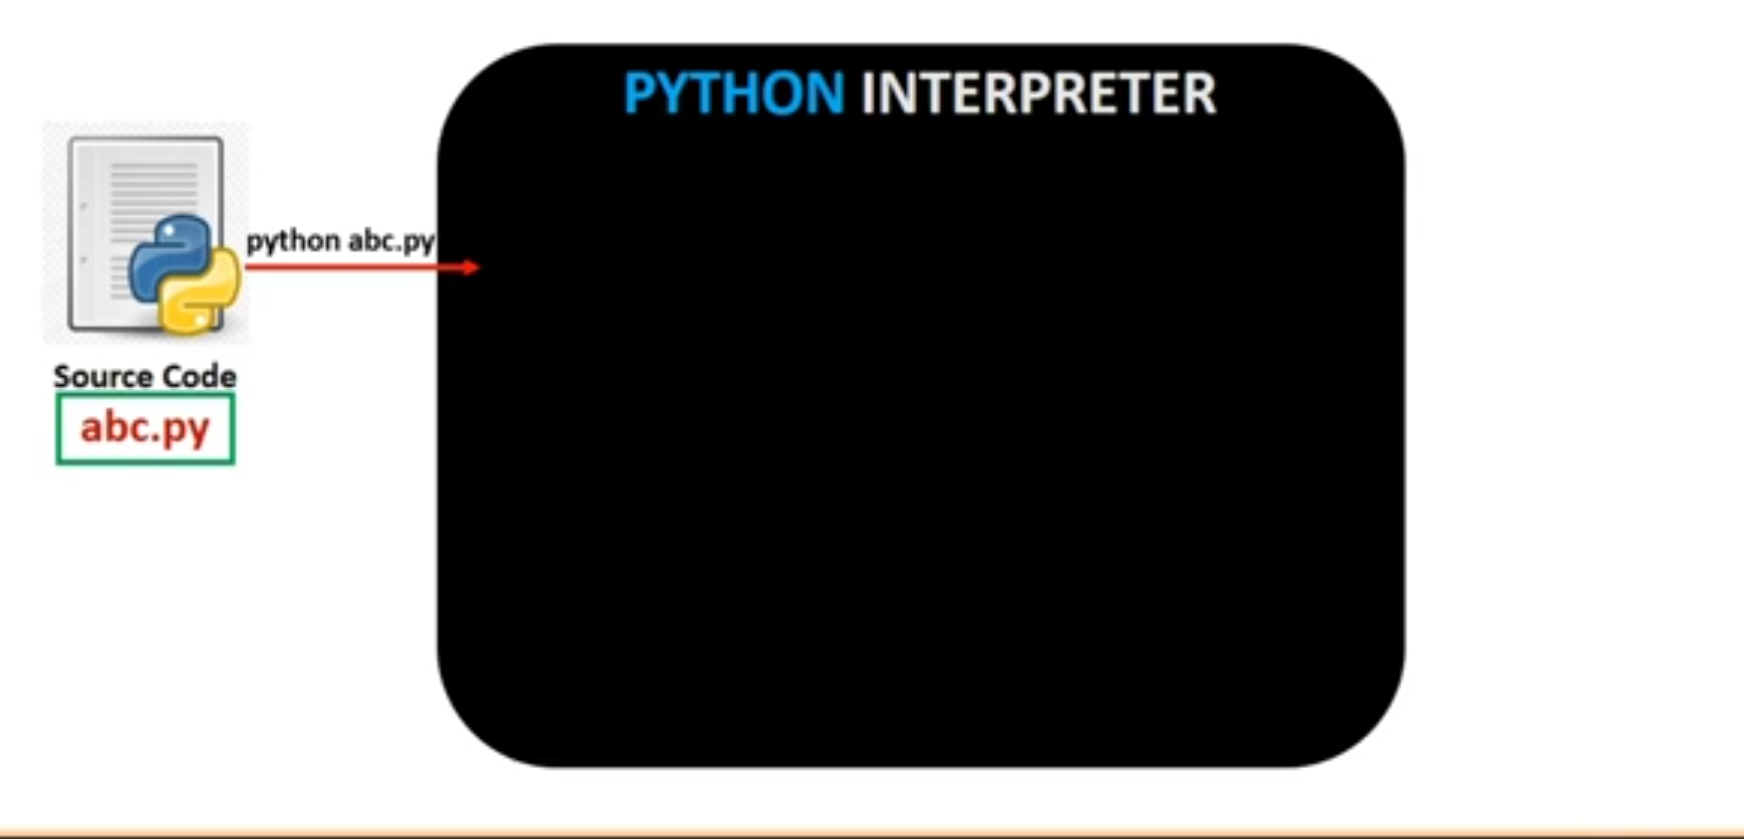 PYTHON INTERPRETER
python abc.py
Source Code
abc.py